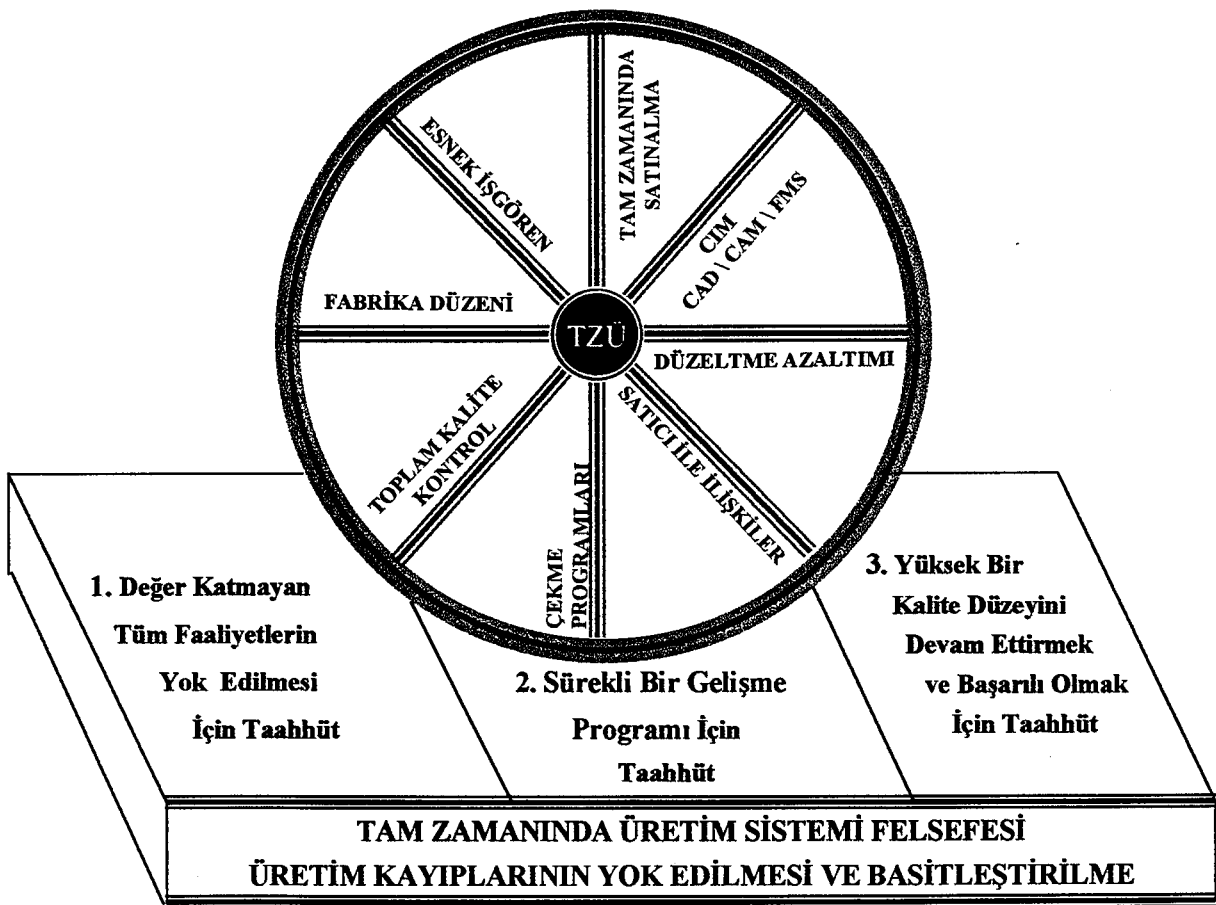 TAM ZAMANINDA
SATINALMA
ESNEK İŞGÖREN
CIM
CAD \ CAM \ FMS
FABRİKA DÜZENİ
TZÜ
DÜZELTME AZALTIMI
TOPLAM KALİTE
KONTROL
ÇEKME
PROGRAMLARI
SATICI İLE İLİŞKİLER
1. Değer Katmayan
Tüm Faaliyetlerin
Yok Edilmesi
İçin Taahhüt
2. Sürekli Bir Gelişme
Programı İçin
Taahhüt
3. Yüksek Bir
Kalite Düzeyini
Devam Ettirmek
ve Başarılı Olmak
İçin Taahhüt
TAM ZAMANINDA ÜRETİM SİSTEMİ FELSEFESİ
ÜRETİM KAYIPLARININ YOK EDİLMESİ VE BASİTLEŞTİRİLME